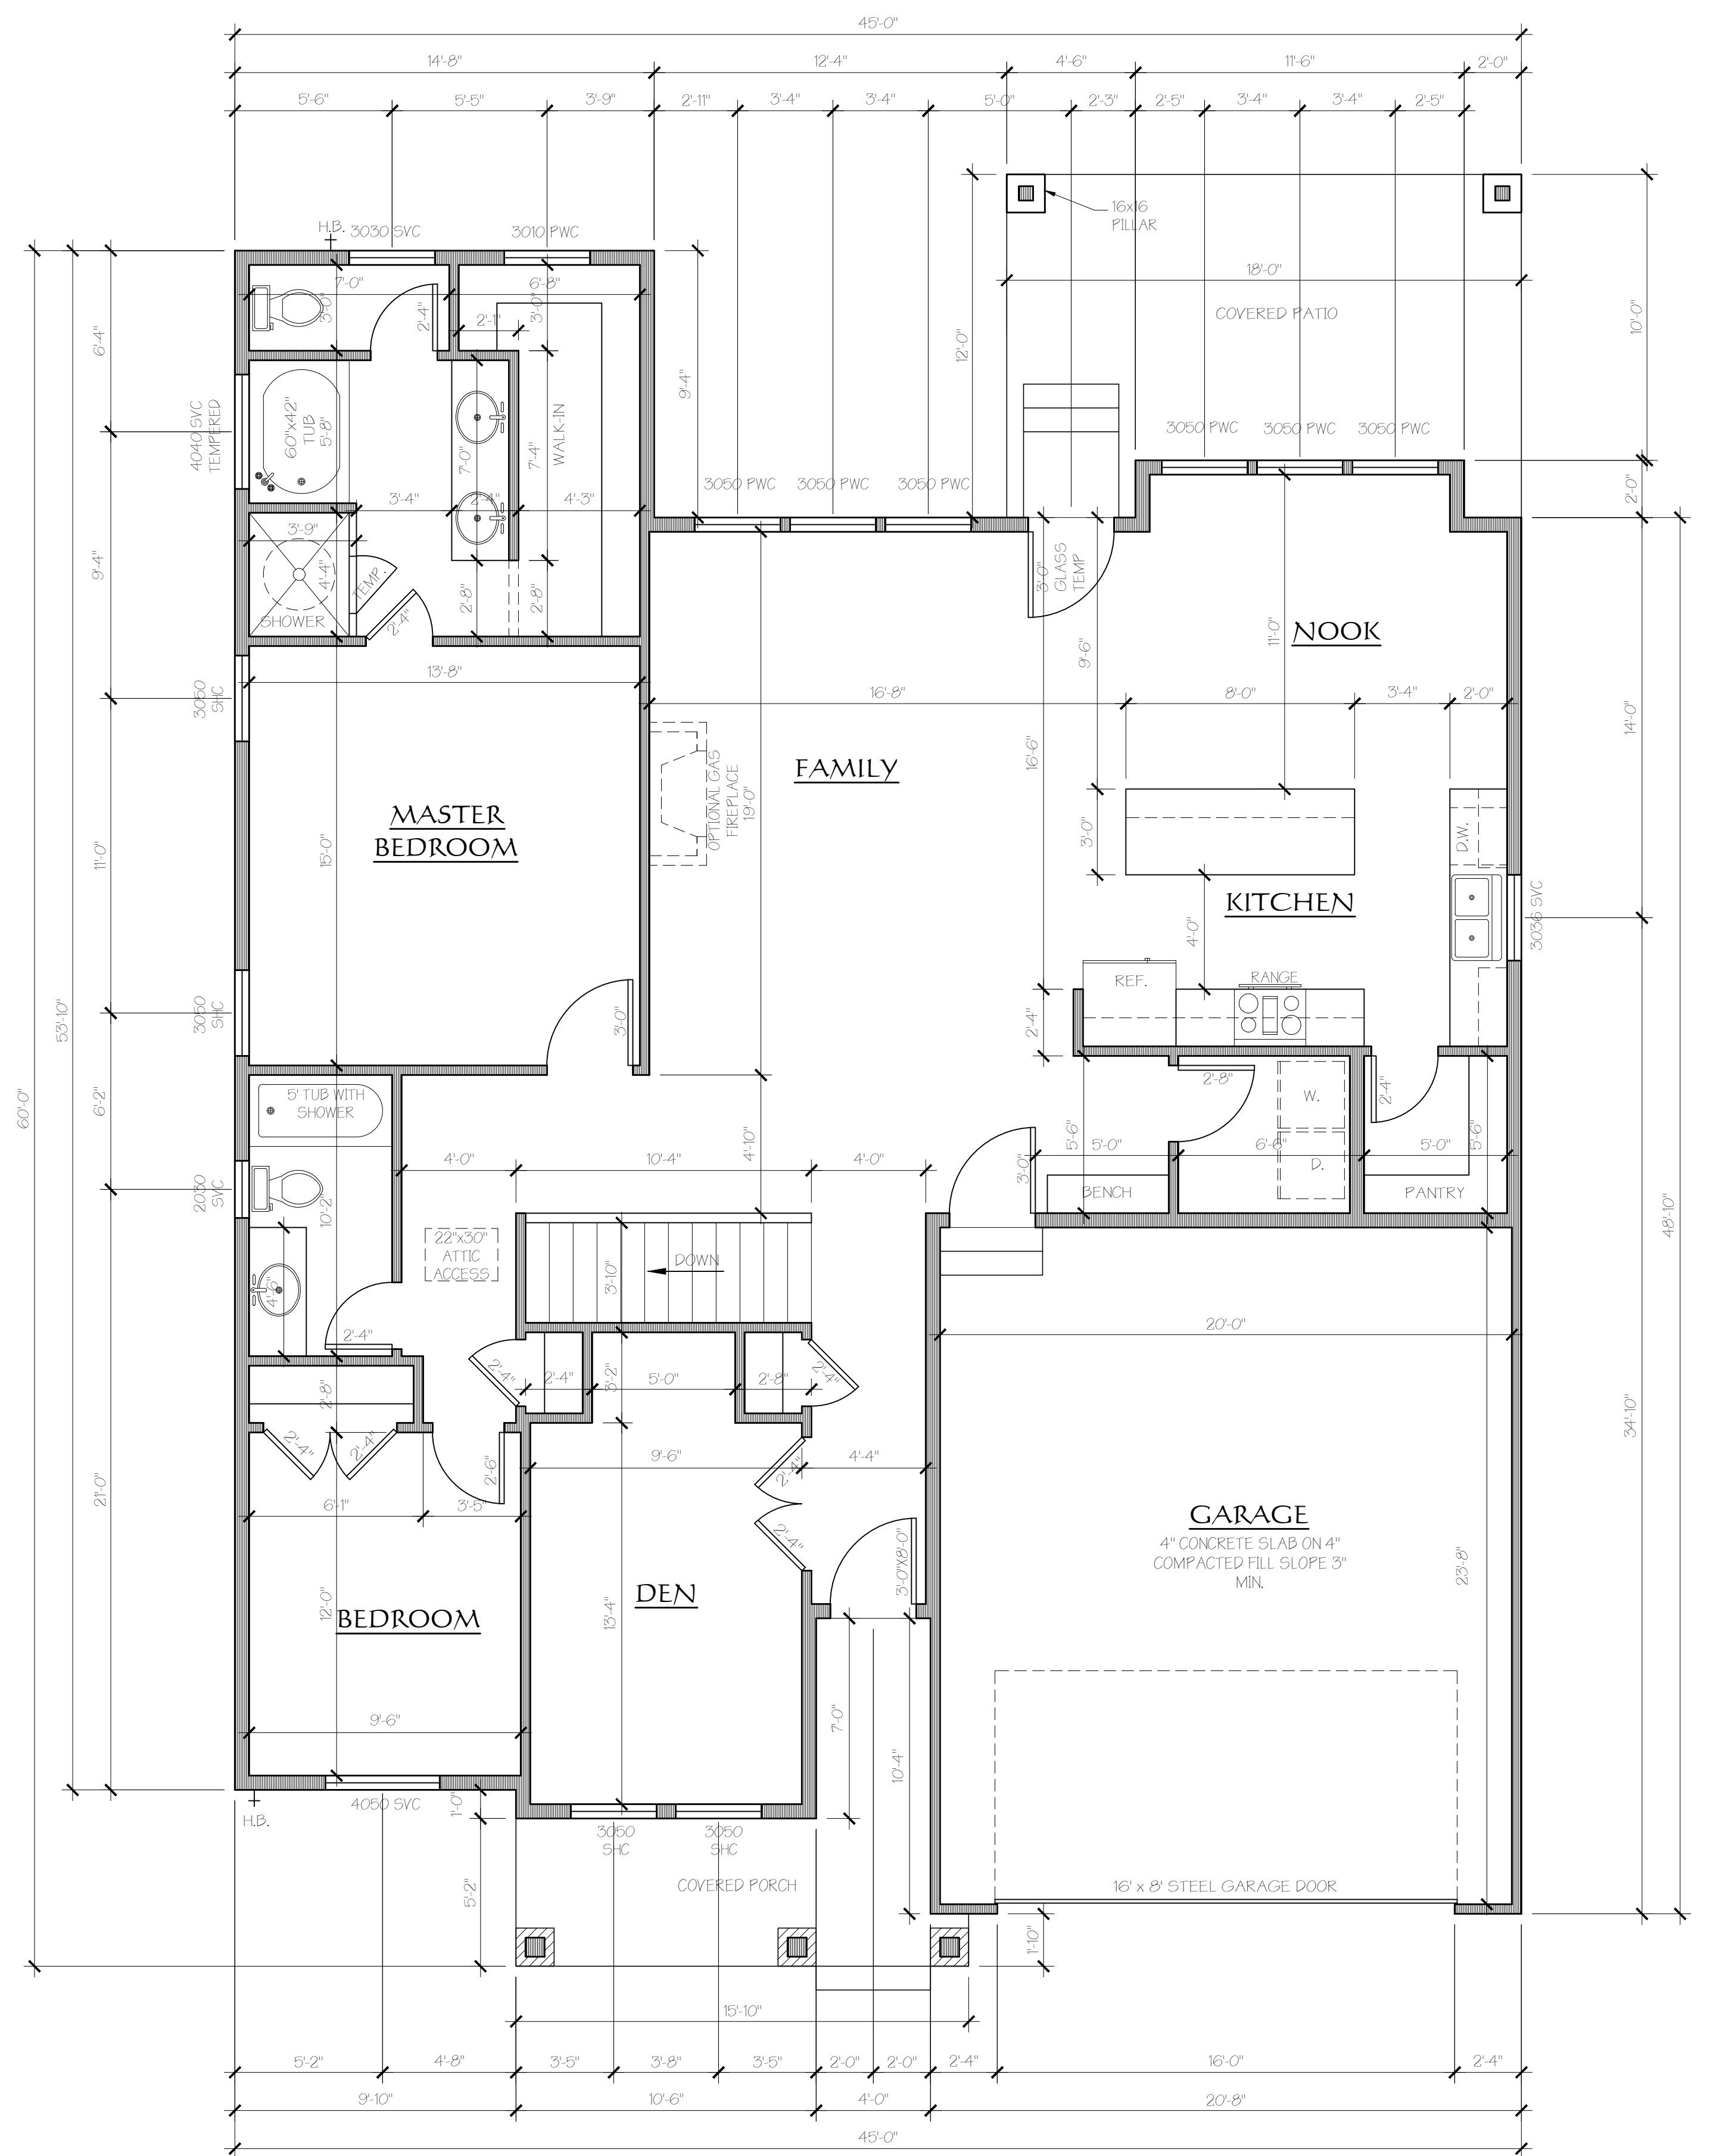 45'-0"
14'-8" 12'-4" 4'-6" 11'-6" 2'-0"
5'-6" 5'-5" 3'-9" 2'-11" 3'-4" 3'-4" 5'-0" 2'-3" 2'-5" 3'-4" 3'-4" 2'-5"
16x16
PILLAR
H.B. 3030 SVC 3010 PWC
18'-0"
COVERED PATIO
10'-0"
12'-0"
7'-0" 6'-8"
3'-0" 2'-4" 2'-1" 3'-0"
6'-4"
9'-4"
4040 SVC
TEMPERED
60"x42"
TUB
5'-8"
7'-0" 7'-4" WALK-IN
3050 PWC 3050 PWC 3050 PWC
3050 PWC 3050 PWC 3050 PWC
2'-0"
3'-4" 2'-4" 4'-3"
3'-9"
4'-4" TEMP.
SHOWER 2'-4" 2'-8" 2'-8"
9'-4"
3'-0"
GLASS
TEMP
NOOK
11'-0"
9'-6"
13'-8"
3050
SHC
16'-8" 8'-0" 3'-4" 2'-0"
14'-0"
16'-6"
FAMILY
OPTIONAL GAS
FIREPLACE
19'-0"
MASTER
BEDROOM
15'-0"
11'-0"
3'-0" D.W.
KITCHEN
3036 SVC
4'-0"
REF. RANGE
2'-4"
3050
SHC
3'-0"
53'-10"
60'-0"
6'-2"
5' TUB WITH
SHOWER
2'-8" W. 2'-4"
5'-6" 5'-0" 6'-6" D. 5'-0" 5'-6"
4'-0" 10'-4" 4'-10" 4'-0"
3'-0" BENCH PANTRY
2030
SVC
10'-2"
48'-10"
22"x30"
ATTIC
ACCESS
3'-10" DOWN
4'-6"
2'-4"
20'-0"
2'-8"
2'-4" 2'-4" 3'-2" 5'-0" 2'-8" 2'-4"
34'-10"
2'-4" 2'-4" 2'-6"
9'-6" 2'-4" 4'-4"
21'-0"
6'-1" 3'-5"
2'-4"
3'-0"X8'-0"
GARAGE
4" CONCRETE SLAB ON 4"
COMPACTED FILL SLOPE 3"
MIN.
23'-8"
12'-0"
BEDROOM
13'-4"
DEN
9'-6"
7'-0"
10'-4"
4050 SVC 1'-0"
H.B.
3050
SHC
3050
SHC
COVERED PORCH
5'-2"
16' x 8' STEEL GARAGE DOOR
1'-10"
15'-10"
5'-2" 4'-8" 3'-5" 3'-8" 3'-5" 2'-0" 2'-0" 2'-4" 16'-0" 2'-4"
9'-10" 10'-6" 4'-0" 20'-8"
45'-0"